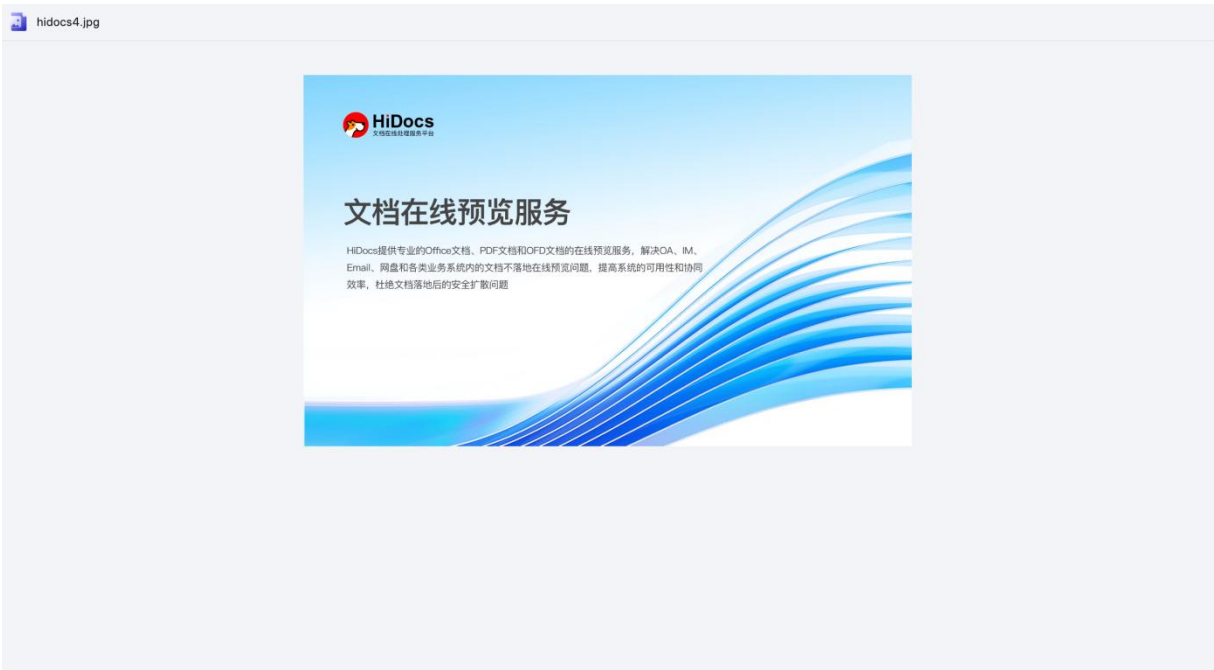 hidocs4.jpg
HiDocs
文档在线处理服务平台
文档在线预览服务
HiDocs提供专业的Office文档、PDF文档和OFD文档的在线预览服务，解决OA、IM、
Email、网盘和各类业务系统内的文档不落地在线预览问题，提高系统的可用性和协同
效率，杜绝文档落地后的安全扩散问题